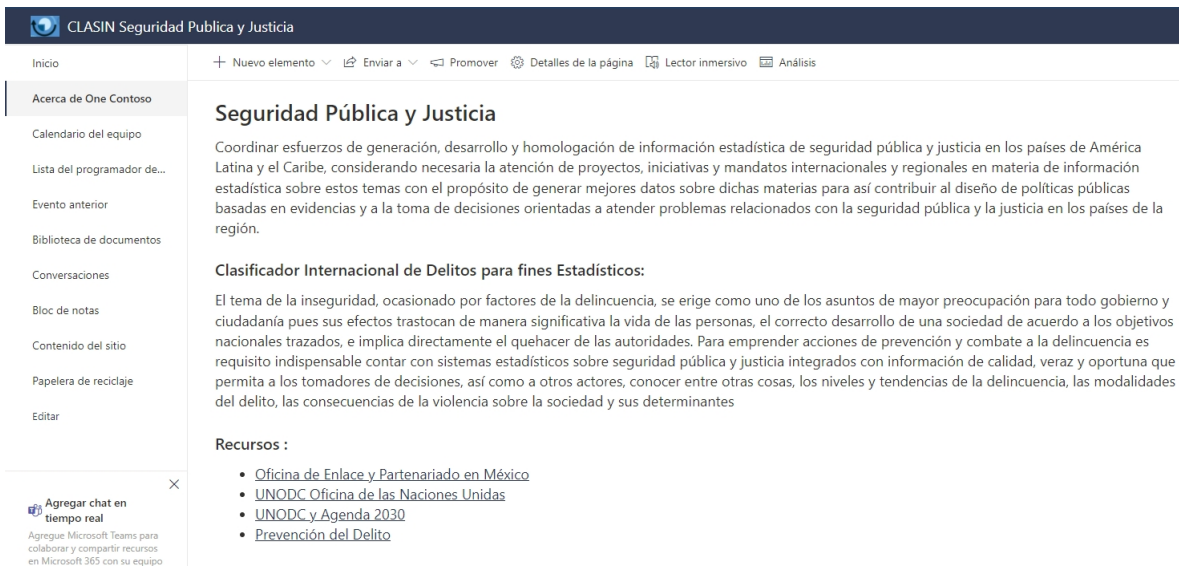 CLASIN Seguridad Publica y Justicia
Inicio
Acerca de One Contoso
Calendario del equipo
Lista del programador de...
Evento anterior
Biblioteca de documentos
Conversaciones
Bloc de notas
Contenido del sitio
Papelera de reciclaje
Editar
Agregar chat en
tiempo real
Agregue Microsoft Teams para
colaborar y compartir recursos
en Microsoft 365 con su equipo
Nuevo elemento Enviar a Promover Detalles de la página Lector inmersivo Análisis
Seguridad Pública y Justicia
Coordinar esfuerzos de generación, desarrollo y homologación de información estadística de seguridad pública y justicia en los países de América
Latina y el Caribe, considerando necesaria la atención de proyectos, iniciativas y mandatos internacionales y regionales en materia de información
estadística sobre estos temas con el propósito de generar mejores datos sobre dichas materias para así contribuir al diseño de políticas públicas
basadas en evidencias y a la toma de decisiones orientadas a atender problemas relacionados con la seguridad pública y la justicia en los países de la
región.
Clasificador Internacional de Delitos para fines Estadísticos:
El tema de la inseguridad, ocasionado por factores de la delincuencia, se erige como uno de los asuntos de mayor preocupación para todo gobierno y
ciudadanía pues sus efectos trastocan de manera significativa la vida de las personas, el correcto desarrollo de una sociedad de acuerdo a los objetivos
nacionales trazados, e implica directamente el quehacer de las autoridades. Para emprender acciones de prevención y combate a la delincuencia es
requisito indispensable contar con sistemas estadísticos sobre seguridad pública y justicia integrados con información de calidad, veraz y oportuna que
permita a los tomadores de decisiones, así como a otros actores, conocer entre otras cosas, los niveles y tendencias de la delincuencia, las modalidades
del delito, las consecuencias de la violencia sobre la sociedad y sus determinantes
Recursos :
• Oficina de Enlace y Partenariado en México
• UNODC Oficina de las Naciones Unidas
• UNODC y Agenda 2030
• Prevención del Delito